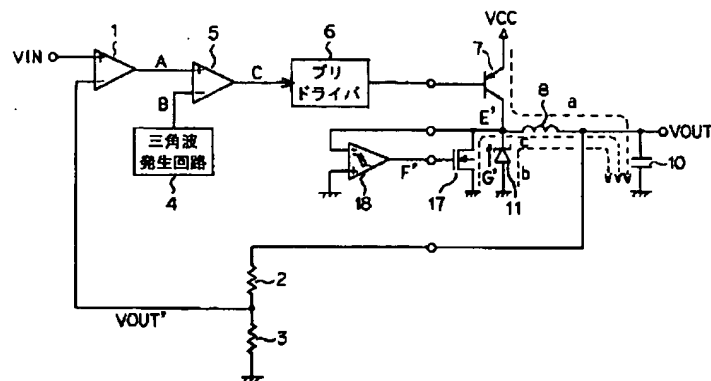 VCC
1
5
6
7
VIN
A
C
プリ
ドライバ
8
a
B
E'
VOUT
三角波
発生回路
c
F'
G'
b
10
4
18
17
11
2
VOUT'
3